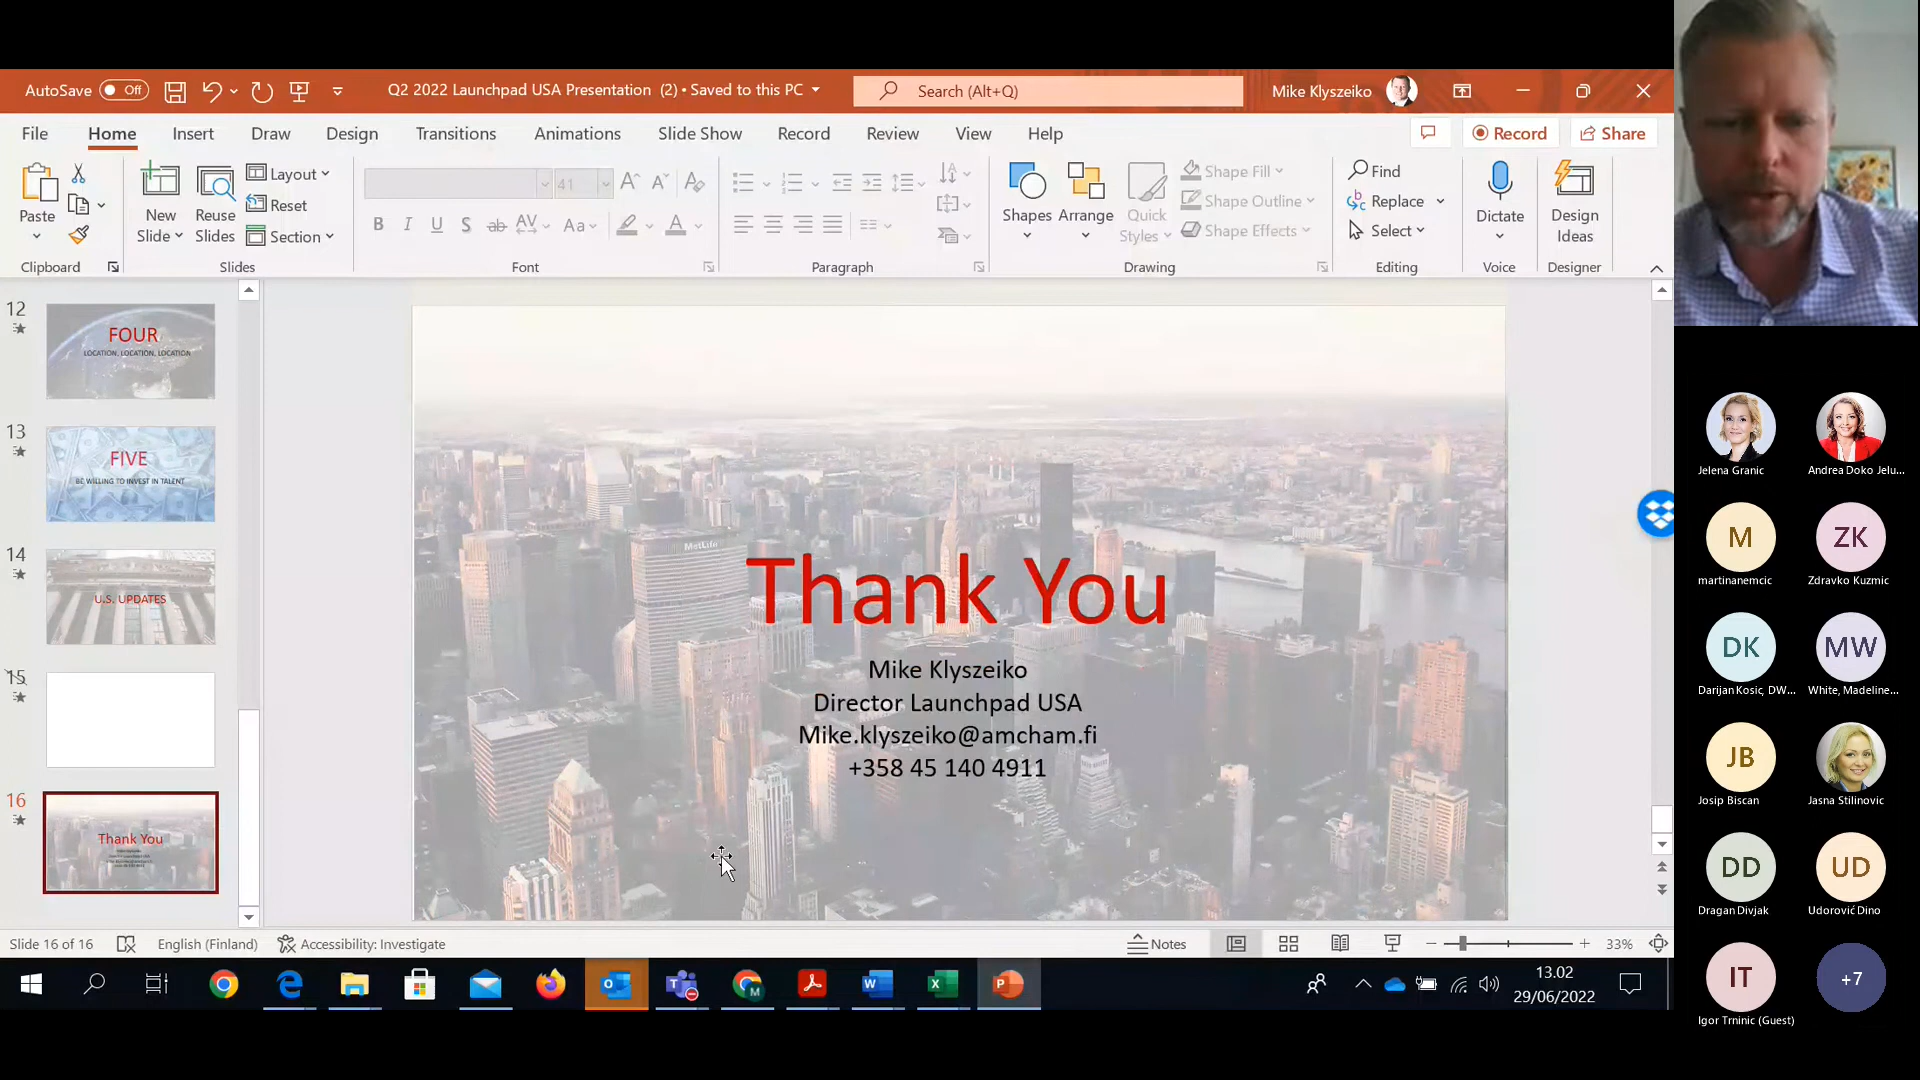 AutoSave Off
Q2 2022 Launchpad USA Presentation (2) • Saved to this PC
Search (Alt+Q)
Mike Klyszeiko
File Home Insert Draw Design Transitions Animations Slide Show Record Review View Help
Record Share
Paste
Clipboard
New Slide
Reuse Slides
Layout
Reset
Section
Slides
41
B I U S ab AV Aa A
Font
Paragraph
Shapes
Arrange
Quick Styles
Shape Fill
Shape Outline
Shape Effects
Drawing
Find
Replace
Select
Editing
Dictate
Voice
Design Ideas
Designer
12
FOUR
LOCATION, LOCATION, LOCATION
13
FIVE
BE WILLING TO INVEST IN TALENT
14
U.S. UPDATES
15
16
Thank You
MetLife
Thank You
Mike Klyszeiko
Director Launchpad USA
Mike.klyszeiko@amcham.fi
+358 45 140 4911
Slide 16 of 16
English (Finland)
Accessibility: Investigate
Notes
33%
13.02
29/06/2022
Jelena Granic
Andrea Doko Jelu...
M
martinanemcic
ZK
Zdravko Kuzmic
DK
Darijan Kosic, DW...
MW
White, Madeline...
JB
Josip Biscan
Jasna Stilinovic
DD
Dragan Divjak
UD
Udorović Dino
IT
Igor Trninic (Guest)
+7